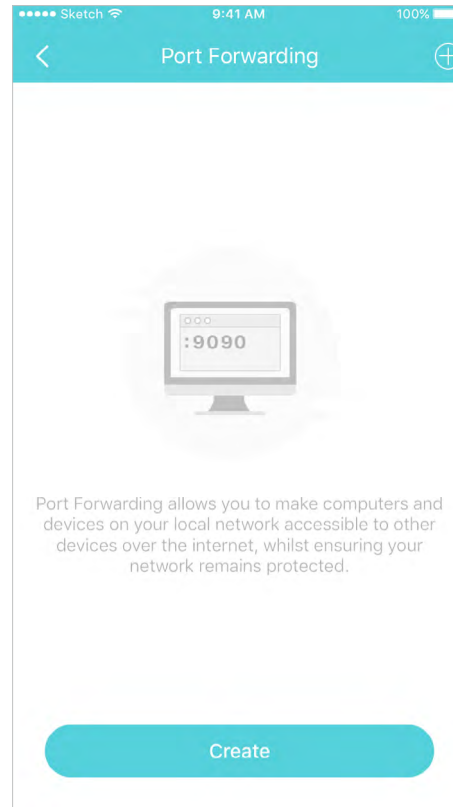 Sketch 9:41 AM 100%
Port Forwarding
:9090
Port Forwarding allows you to make computers and
devices on your local network accessible to other
devices over the internet, whilst ensuring your
network remains protected.
Create